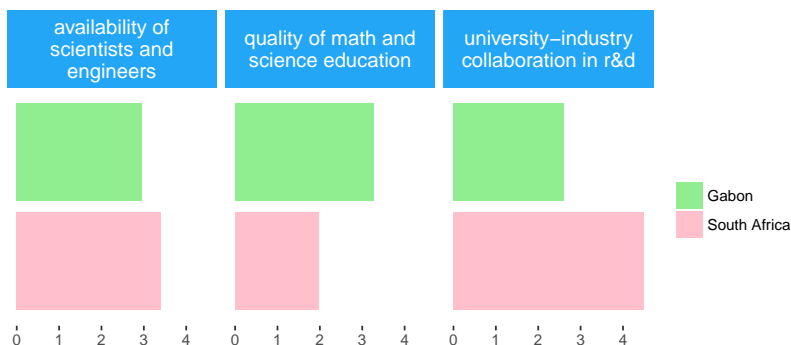 availability of
scientists and
engineers
quality of math and
science education
university−industry
collaboration in r&d
Gabon
South Africa
0 1 2 3 4
0 1 2 3 4
0 1 2 3 4